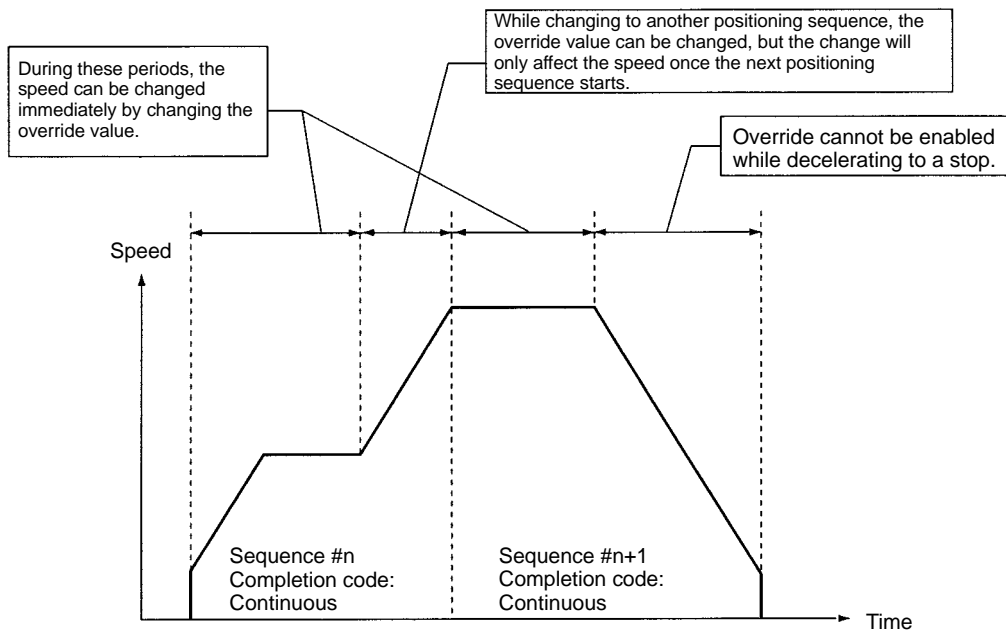 While changing to another positioning sequence, the
override value can be changed, but the change will
only affect the speed once the next positioning
sequence starts.
During these periods, the
speed can be changed
immediately by changing the
override value.
Override cannot be enabled
while decelerating to a stop.
Speed
Sequence #n
Completion code:
Continuous
Sequence #n+1
Completion code:
Continuous
Time